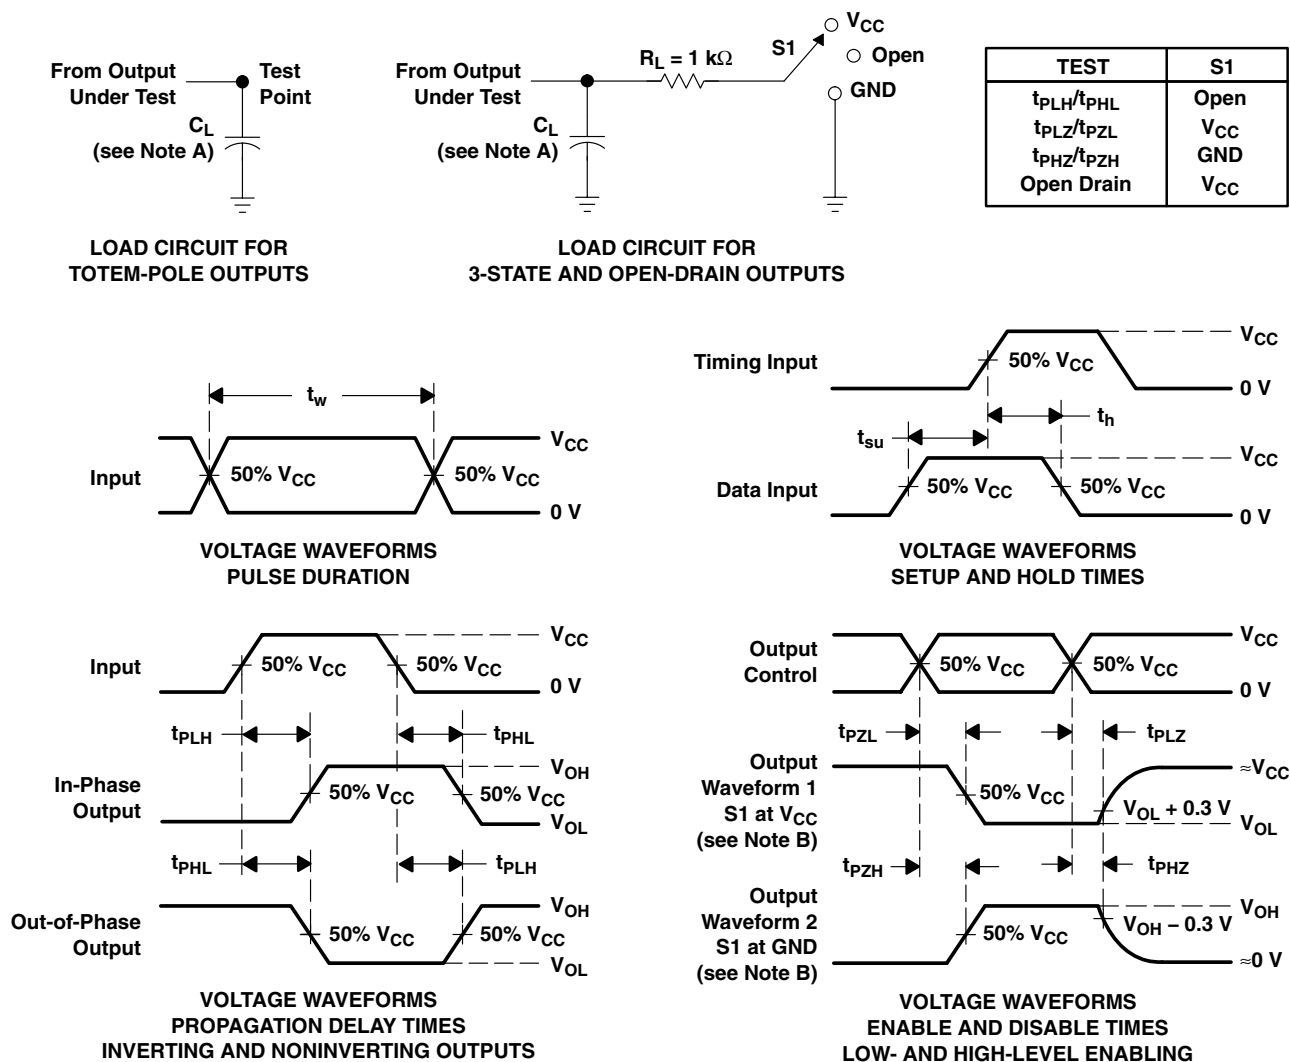 From Output
Under Test
Test
Point
CL
(see Note A)
LOAD CIRCUIT FOR
TOTEM-POLE OUTPUTS
From Output
Under Test
RL = 1 kΩ
S1
VCC
Open
GND
CL
(see Note A)
LOAD CIRCUIT FOR
3-STATE AND OPEN-DRAIN OUTPUTS
TEST S1
tPLH/tPHL Open
tPLZ/tPZL VCC
tPHZ/tPZH GND
Open Drain VCC
tw
Input
50% VCC
50% VCC
VCC
0 V
VOLTAGE WAVEFORMS
PULSE DURATION
Timing Input
50% VCC
VCC
0 V
tsu
th
Data Input
50% VCC
50% VCC
VCC
0 V
VOLTAGE WAVEFORMS
SETUP AND HOLD TIMES
Input
50% VCC
50% VCC
VCC
0 V
tPLH
tPHL
In-Phase
Output
50% VCC
50% VCC
VOH
VOL
tPHL
tPLH
Out-of-Phase
Output
50% VCC
50% VCC
VOH
VOL
VOLTAGE WAVEFORMS
PROPAGATION DELAY TIMES
INVERTING AND NONINVERTING OUTPUTS
Output
Control
50% VCC
50% VCC
VCC
0 V
tPZL
tPLZ
Output
Waveform 1
S1 at VCC
(see Note B)
50% VCC
VOL + 0.3 V
≈VCC
VOL
tPZH
tPHZ
Output
Waveform 2
S1 at GND
(see Note B)
50% VCC
VOH − 0.3 V
VOH
≈0 V
VOLTAGE WAVEFORMS
ENABLE AND DISABLE TIMES
LOW- AND HIGH-LEVEL ENABLING